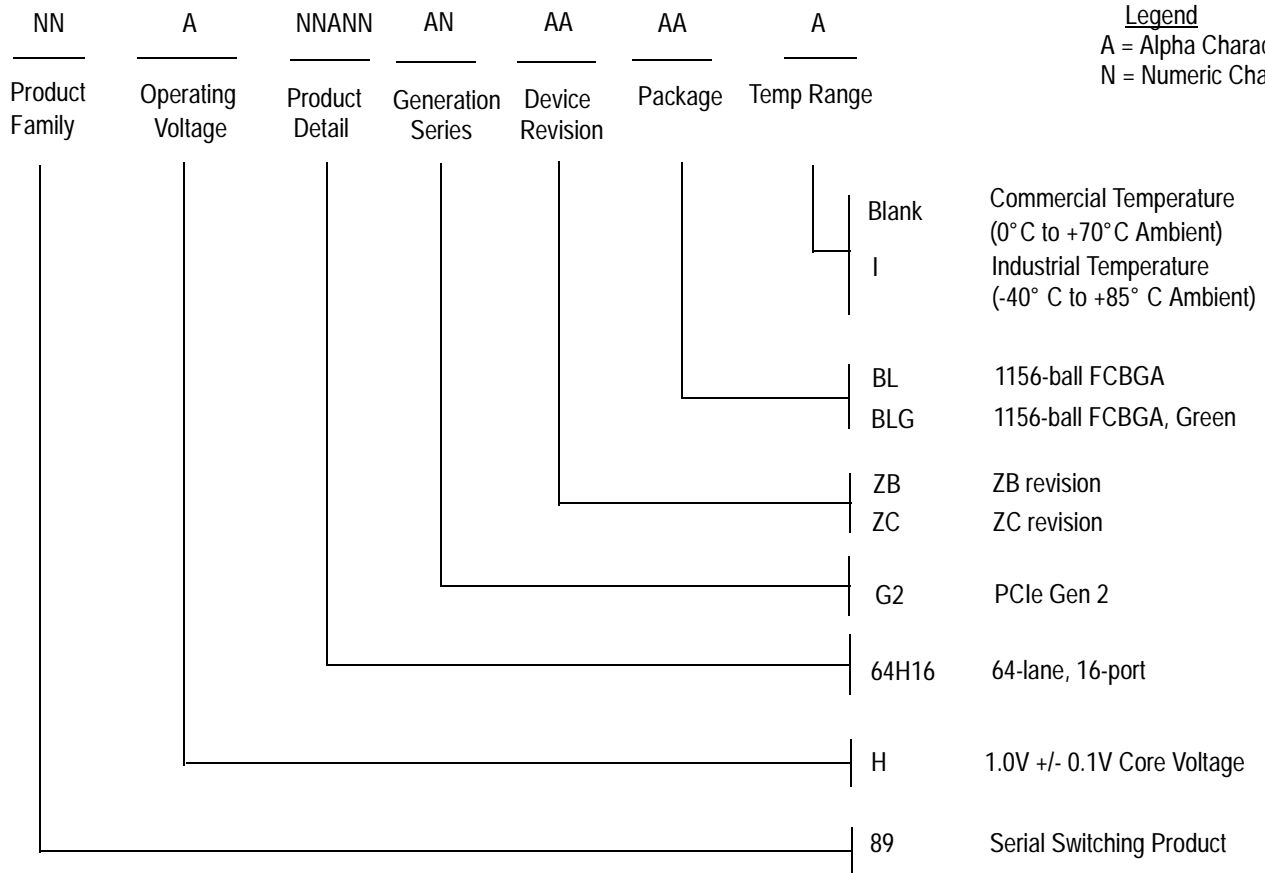 NN A NNANN AN AA AA A
Legend
A = Alpha
N = Numeric
Product Family
Operating Voltage
Product Detail
Generation Series
Device Revision
Package
Temp Range
Blank Commercial Temperature
(0°C to +70°C Ambient)
I Industrial Temperature
(-40° C to +85° C Ambient)
BL 1156-ball FCBGA
BLG 1156-ball FCBGA, Green
ZB ZB revision
ZC ZC revision
G2 PCIe Gen 2
64H16 64-lane, 16-port
H 1.0V +/- 0.1V Core Voltage
89 Serial Switching Product